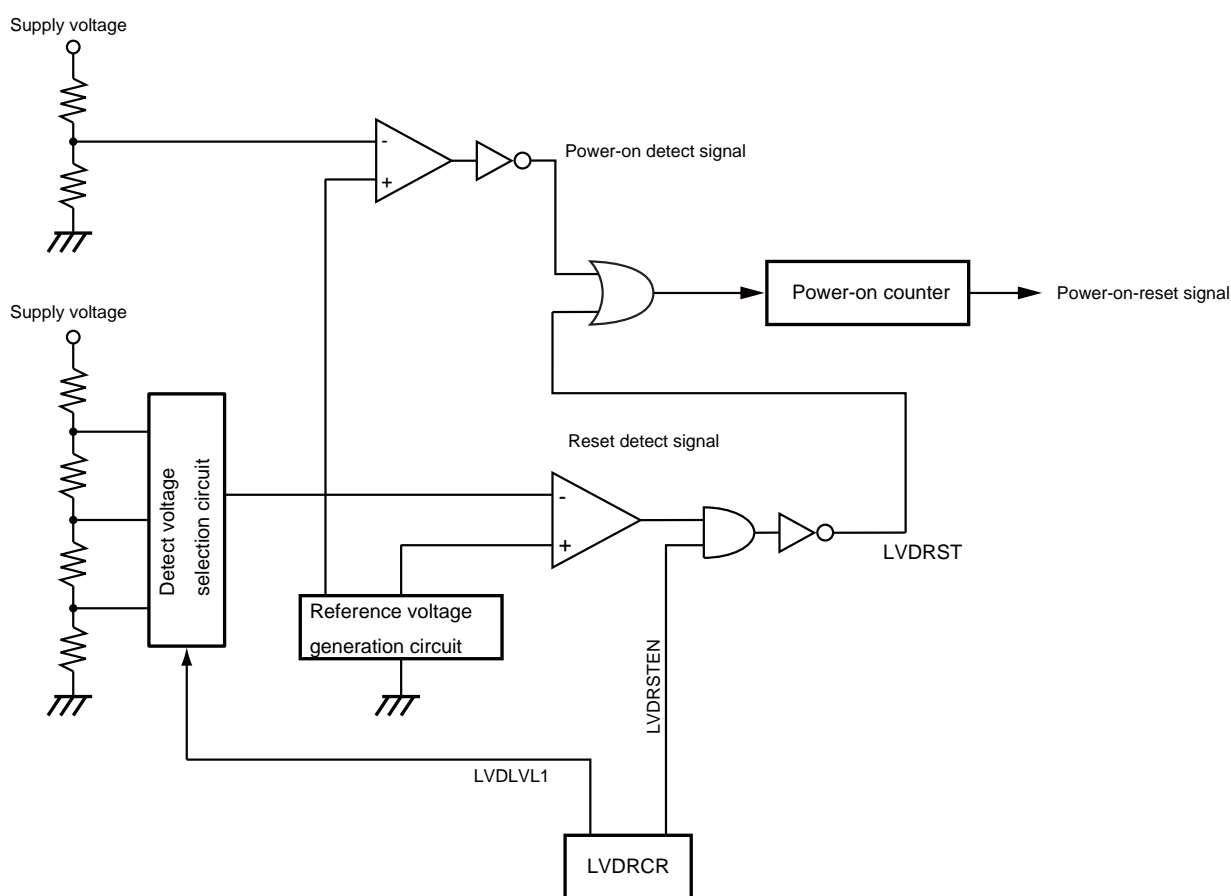 Supply voltage
-
+
Power-on detect signal
Power-on counter
Power-on-reset signal
Supply voltage
Detect voltage
selection circuit
Reset detect signal
-
+
LVDRST
Reference voltage
generation circuit
LVDRSTEN
LVDLVL1
LVDRCR